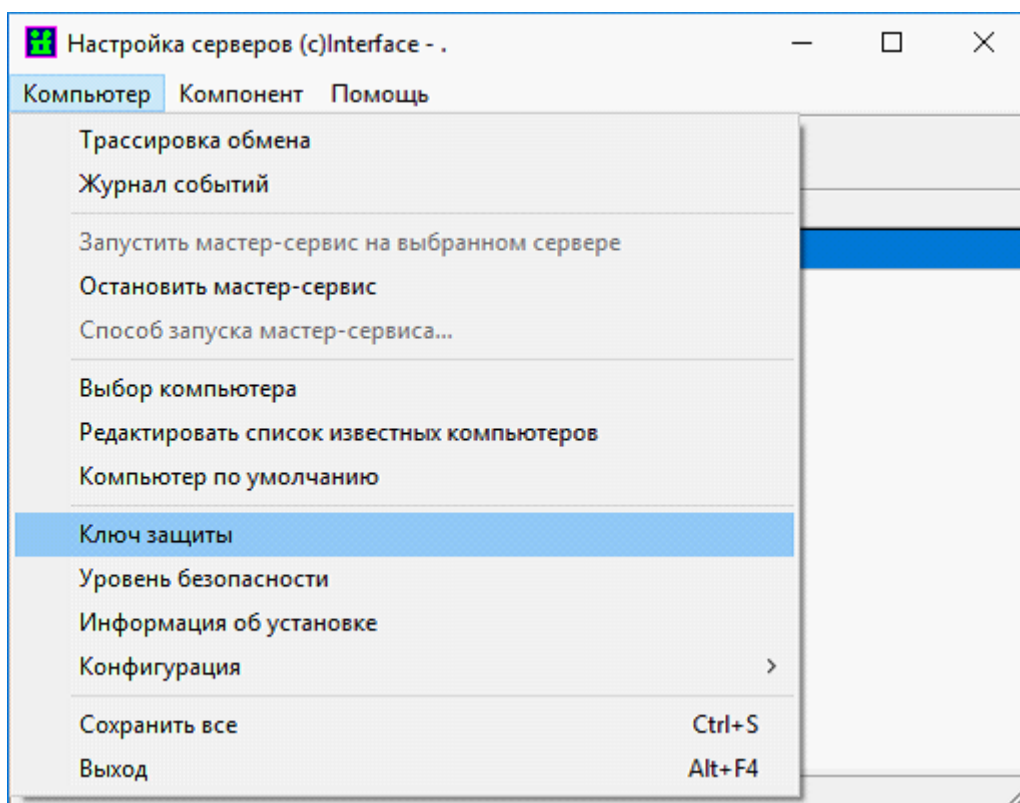 Настройка серверов (c)Interface - .
Компьютер Компонент Помощь
Трассировка обмена
Журнал событий
Запустить мастер-сервис на выбранном сервере
Остановить мастер-сервис
Способ запуска мастер-сервиса...
Выбор компьютера
Редактировать список известных компьютеров
Компьютер по умолчанию
Ключ защиты
Уровень безопасности
Информация об установке
Конфигурация
Сохранить все Ctrl+S
Выход Alt+F4